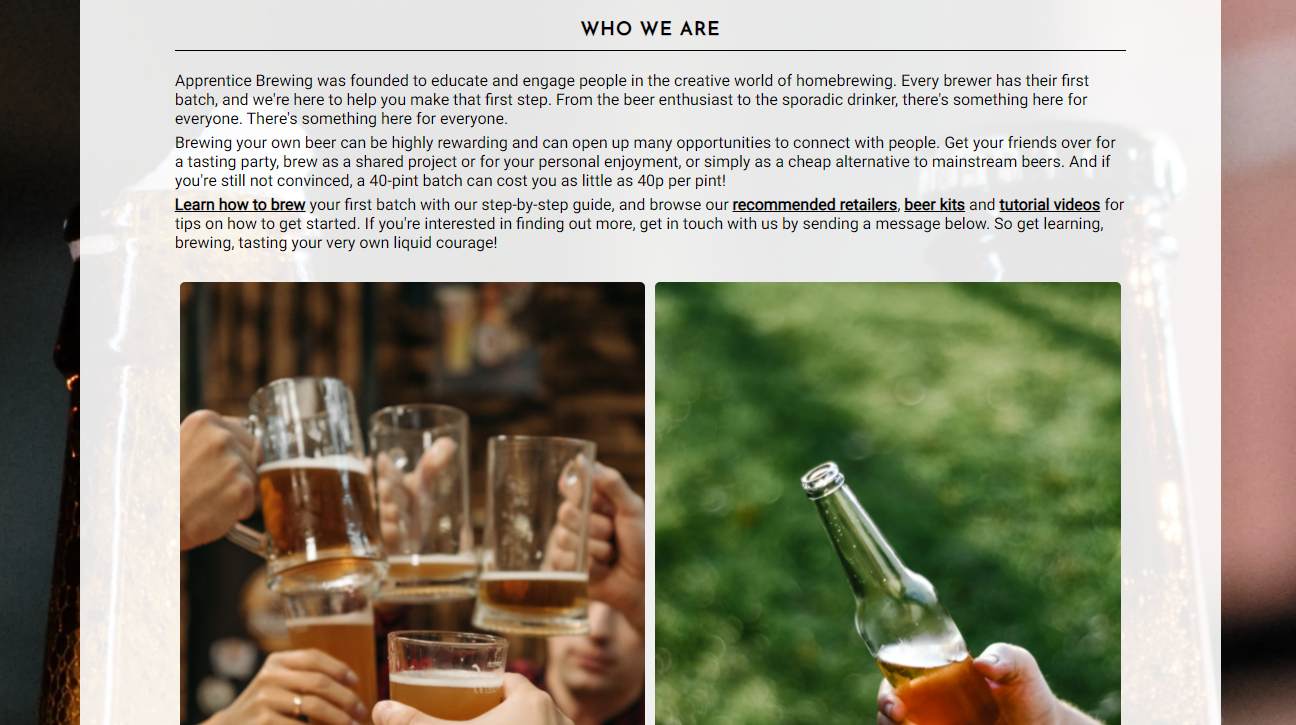 WHO WE ARE
Apprentice Brewing was founded to educate and engage people in the creative world of homebrewing. Every brewer has their first
batch, and we're here to help you make that first step. From the beer enthusiast to the sporadic drinker, there's something here for
everyone. There's something here for everyone.
Brewing your own beer can be highly rewarding and can open up many opportunities to connect with people. Get your friends over for
a tasting party, brew as a shared project or for your personal enjoyment, or simply as a cheap alternative to mainstream beers. And if
you're still not convinced, a 40-pint batch can cost you as little as 40p per pint!
Learn how to brew your first batch with our step-by-step guide, and browse our recommended retailers, beer kits and tutorial videos for
tips on how to get started. If you're interested in finding out more, get in touch with us by sending a message below. So get learning,
brewing, tasting your very own liquid courage!